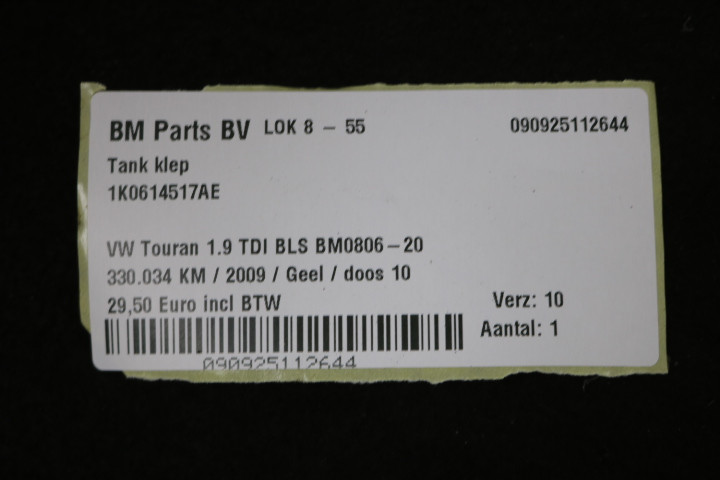 BM Parts BV LOK 8 - 55 090925112644
Tank klep
1K0614517AE
VW Touran 1.9 TDI BLS BM0806-20
330.034 KM / 2009 / Geel / doos 10
29,50 Euro incl BTW Verz: 10
Aantal: 1
090925112644